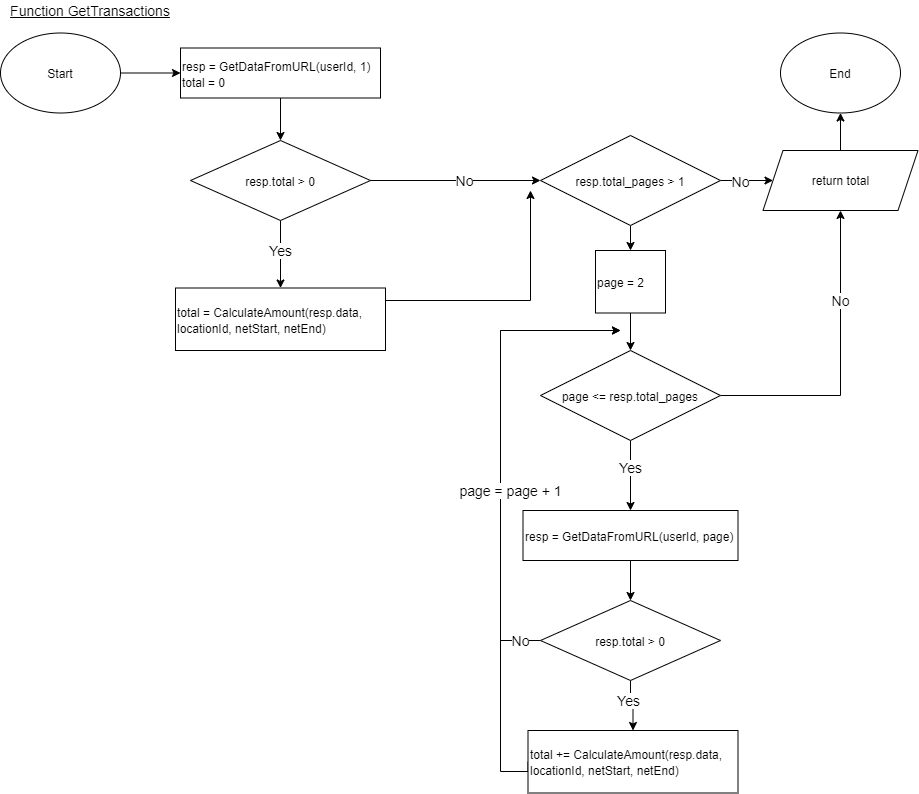 Function GetTransactions
Start
resp = GetDataFromURL(userId, 1)
total = 0
End
resp.total > 0
No
resp.total_pages > 1
No
return total
Yes
page = 2
total = CalculateAmount(resp.data,
locationId, netStart, netEnd)
No
page <= resp.total_pages
Yes
page = page + 1
resp = GetDataFromURL(userId, page)
No
resp.total > 0
Yes
total += CalculateAmount(resp.data,
locationId, netStart, netEnd)